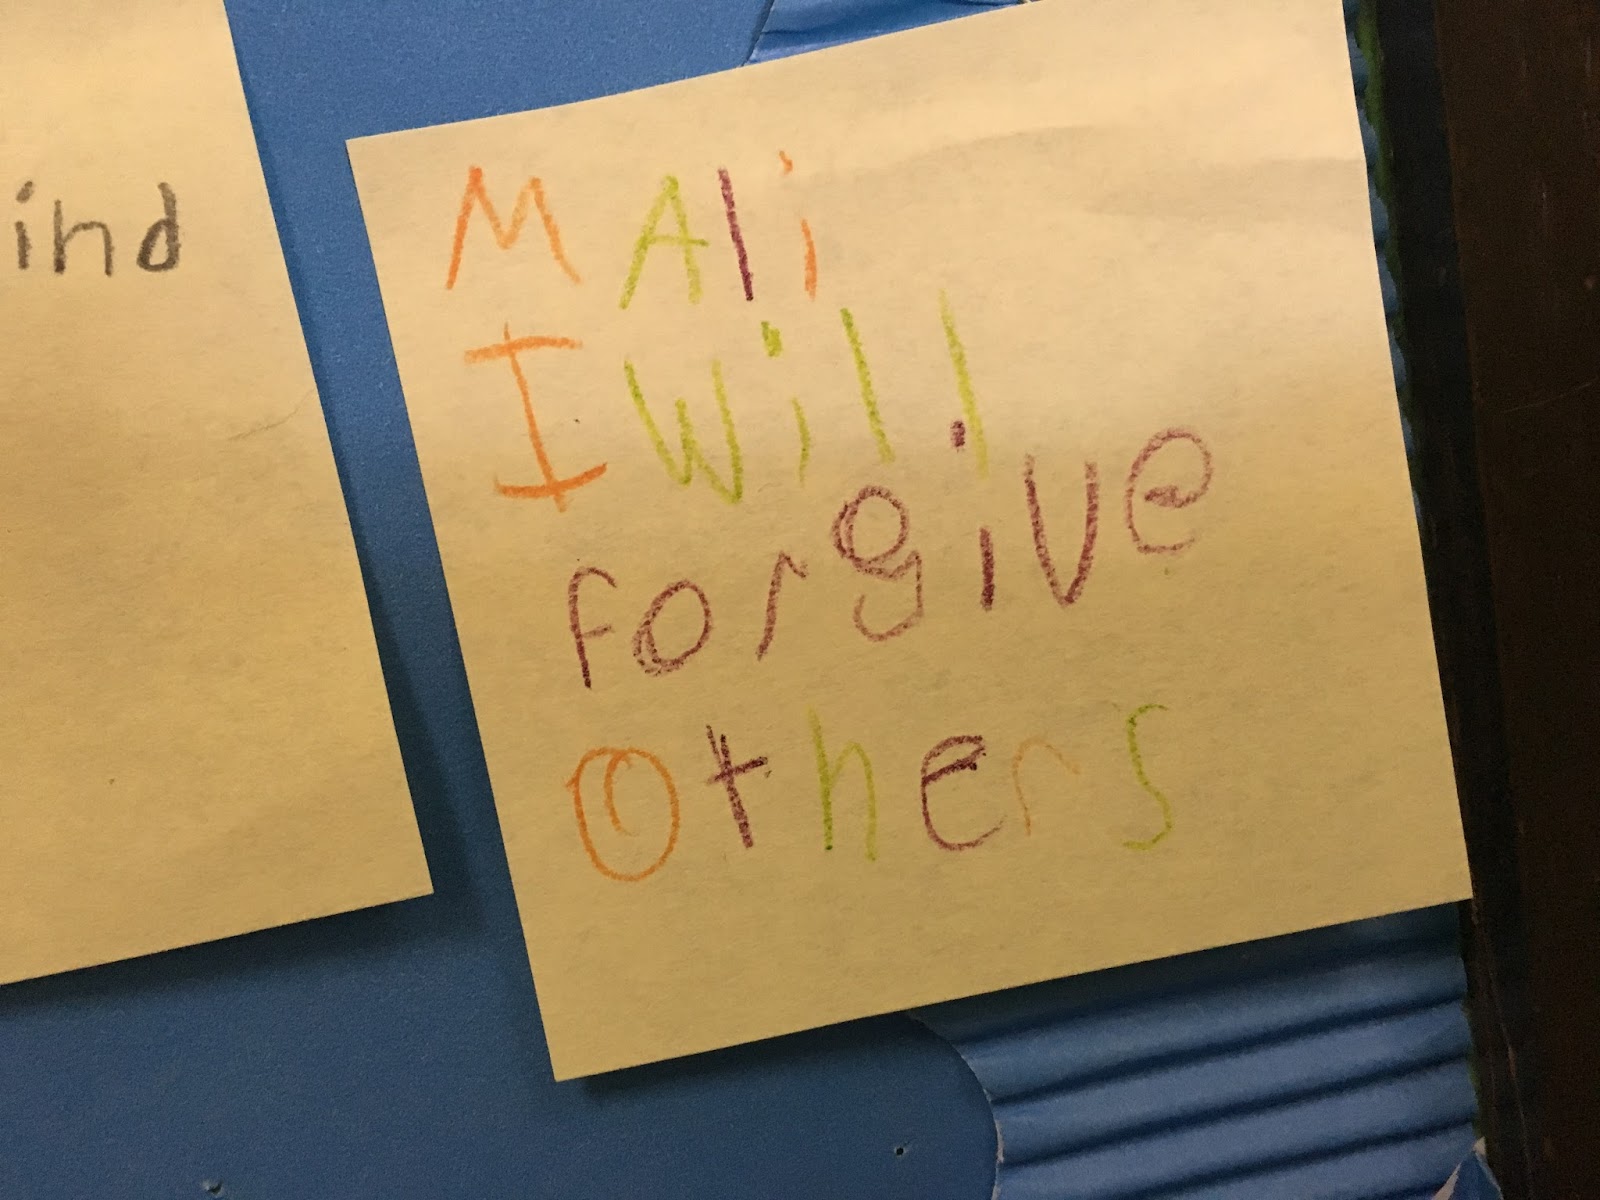 ind
MAli
I will
forgive
Others